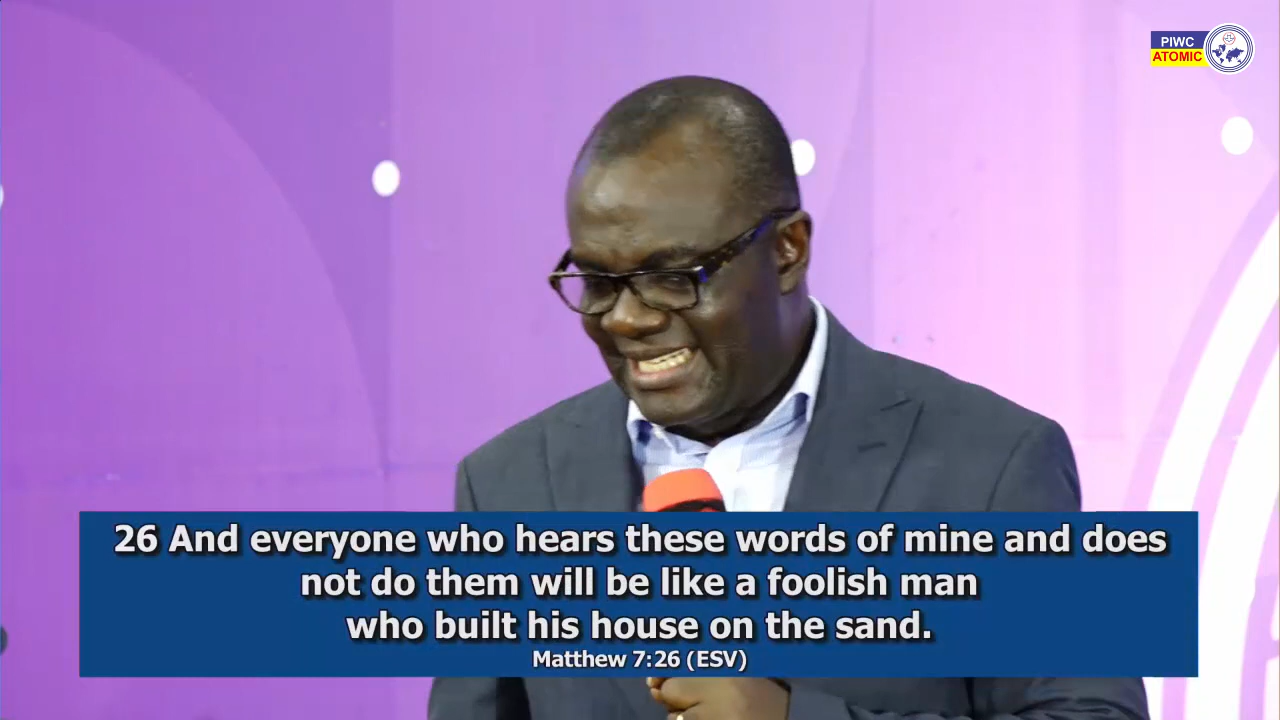 PIWC
ATOMIC
26 And everyone who hears these words of mine and does
not do them will be like a foolish man
who built his house on the sand.
Matthew 7:26 (ESV)